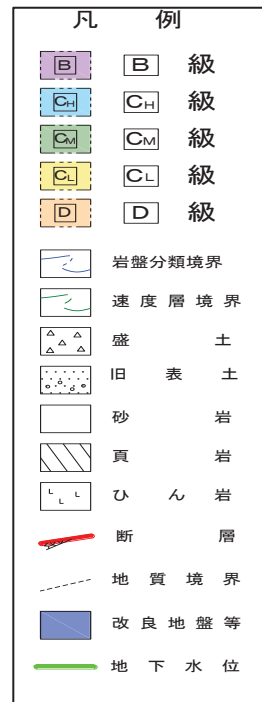 凡 例
B B 級
CH CH 級
CM CM 級
CL CL 級
D D 級
岩盤分類境界
速度層境界
盛土
旧表土
砂岩
頁岩
ひん岩
断層
地質境界
改良地盤等
地下水位